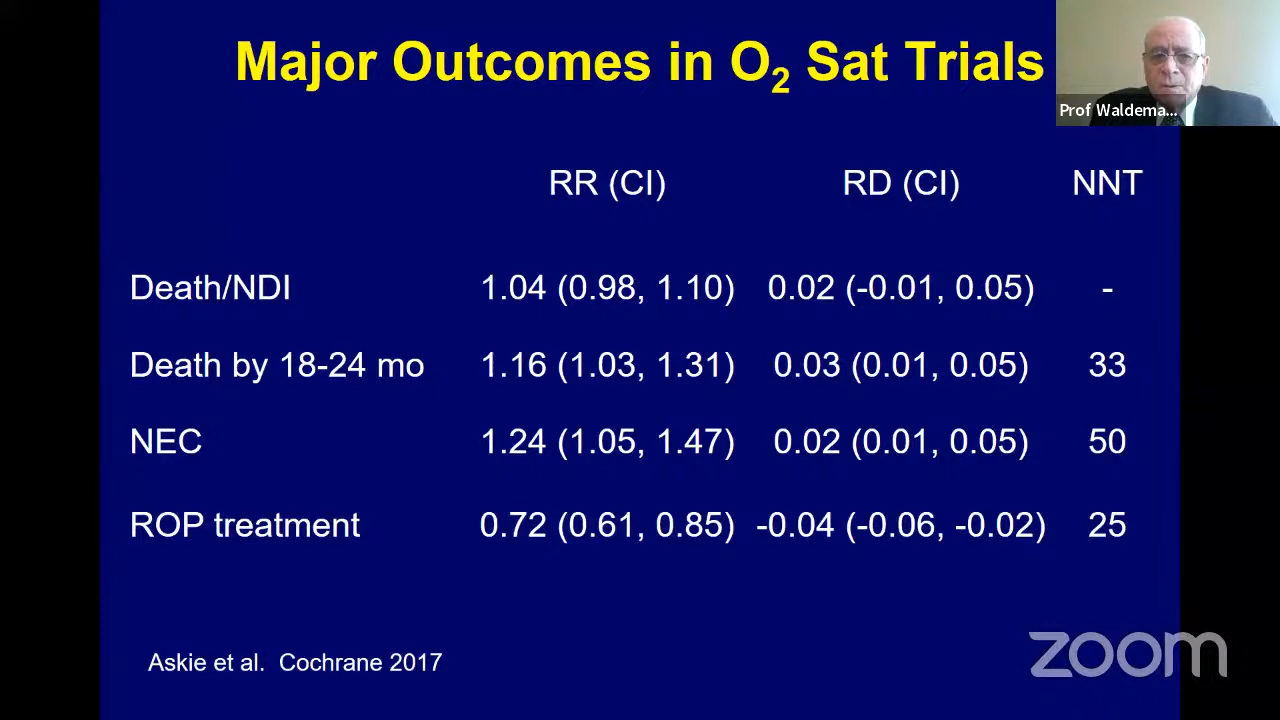 Major Outcomes in O₂ Sat Trials
Prof Waldema...
RR (CI) RD (CI) NNT
Death/NDI 1.04 (0.98, 1.10) 0.02 (-0.01, 0.05) -
Death by 18-24 mo 1.16 (1.03, 1.31) 0.03 (0.01, 0.05) 33
NEC 1.24 (1.05, 1.47) 0.02 (0.01, 0.05) 50
ROP treatment 0.72 (0.61, 0.85) -0.04 (-0.06, -0.02) 25
Askie et al. Cochrane 2017
zoom